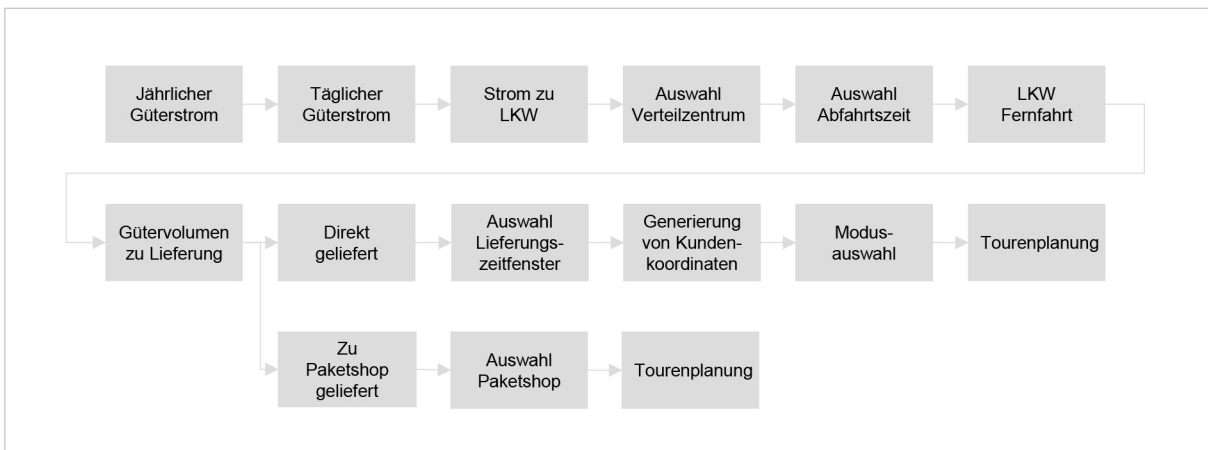 Jährlicher
Güterstrom
Täglicher
Güterstrom
Strom zu
LKW
Auswahl
Verteilzentrum
Auswahl
Abfahrtszeit
LKW
Fernfahrt
Gütervolumen
zu Lieferung
Direkt
geliefert
Auswahl
Lieferungs-
zeitfenster
Generierung
von Kunden-
koordinaten
Modus-
auswahl
Tourenplanung
Zu
Paketshop
geliefert
Auswahl
Paketshop
Tourenplanung